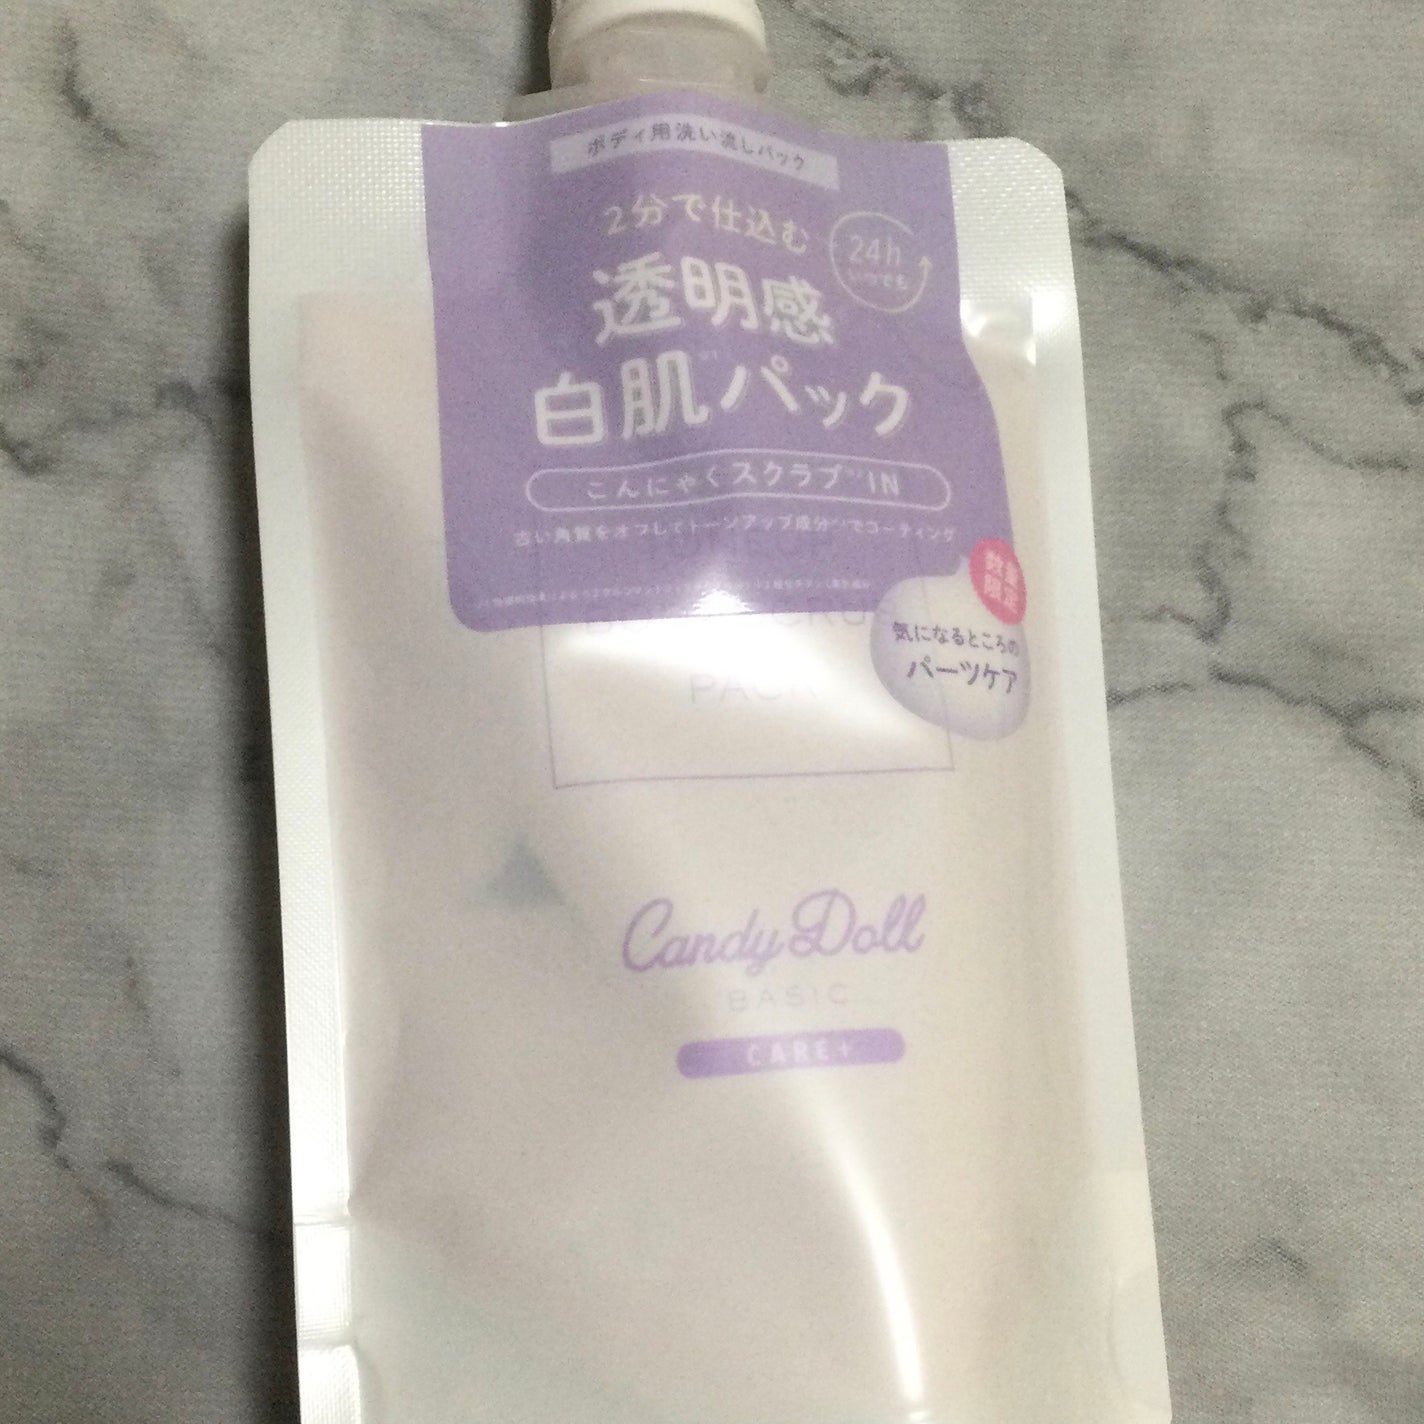 ボディ用洗い流しパック
2分で仕込む
24h
いつでも
透明感
白肌パック
こんにゃくスクラブ IN
古い角質をオフしてトーンアップ成分 でコーティング
数量
限定
気になるところの
パーツケア
PACK
Candy Doll
BASIC
CARE+